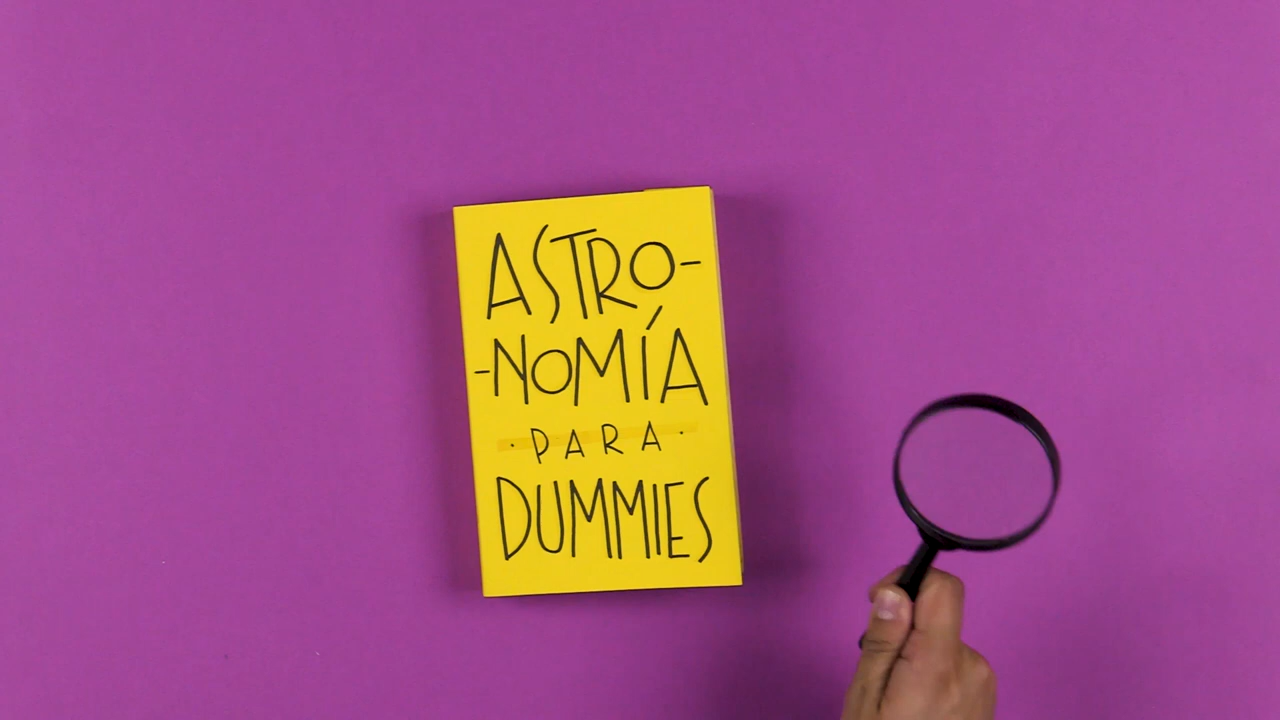 ASTRO-
-NOMÍA
· PARA ·
DUMMIES